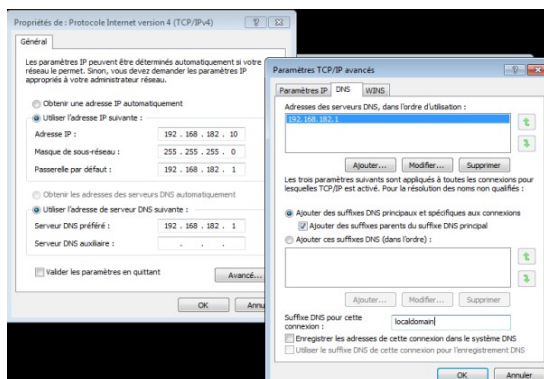 Propriétés de : Protocole Internet version 4 (TCP/IPv4)
Général
Les paramètres IP peuvent être déterminés automatiquement si votre
réseau le permet. Sinon, vous devez demander les paramètres IP
appropriés à votre administrateur réseau.
Obtenir une adresse IP automatiquement
Utiliser l'adresse IP suivante :
Adresse IP : 192 . 168 . 182 . 10
Masque de sous-réseau : 255 . 255 . 255 . 0
Passerelle par défaut : 192 . 168 . 182 . 1
Obtenir les adresses des serveurs DNS automatiquement
Utiliser l'adresse de serveur DNS suivante :
Serveur DNS préféré : 192 . 168 . 182 . 1
Serveur DNS auxiliaire : . . .
Valider les paramètres en quittant
Avancé...
OK
Annu
Paramètres TCP/IP avancés
Paramètres IP DNS WINS
Adresses des serveurs DNS, dans l'ordre d'utilisation :
192.168.182.1
Ajouter... Modifier... Supprimer
Les trois paramètres suivants sont appliqués à toutes les connexions pour
lesquelles TCP/IP est activé. Pour la résolution des noms non qualifiés :
Ajouter des suffixes DNS principaux et spécifiques aux connexions
Ajouter des suffixes parents du suffixe DNS principal
Ajouter ces suffixes DNS (dans l'ordre) :
Ajouter... Modifier... Supprimer
Suffixe DNS pour cette
connexion : localdomain
Enregistrer les adresses de cette connexion dans le système DNS
Utiliser le suffixe DNS de cette connexion pour l'enregistrement DNS
OK Annuler